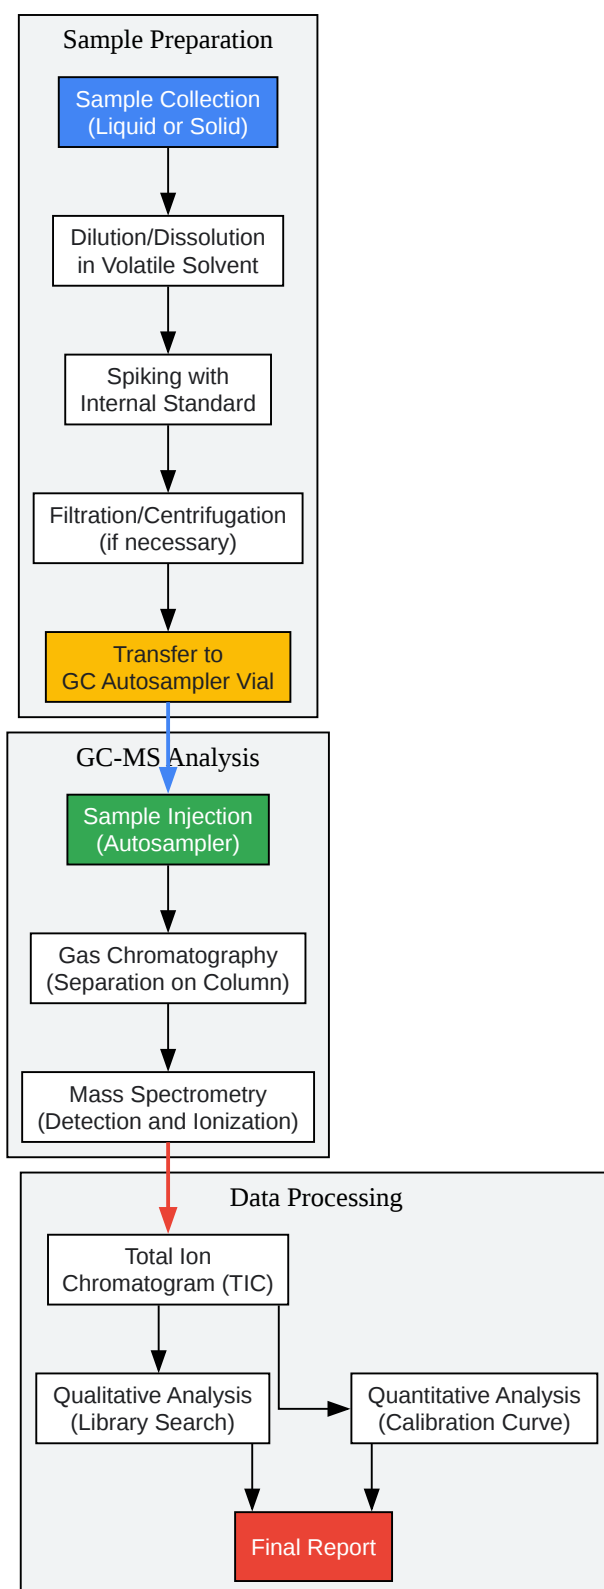 Sample Preparation
Sample Collection
(Liquid or Solid)
Dilution/Dissolution
in Volatile Solvent
Spiking with
Internal Standard
Filtration/Centrifugation
(if necessary)
Transfer to
GC Autosampler Vial
GC-MS Analysis
Sample Injection
(Autosampler)
Gas Chromatography
(Separation on Column)
Mass Spectrometry
(Detection and Ionization)
Data Processing
Total Ion
Chromatogram (TIC)
Qualitative Analysis
(Library Search)
Quantitative Analysis
(Calibration Curve)
Final Report